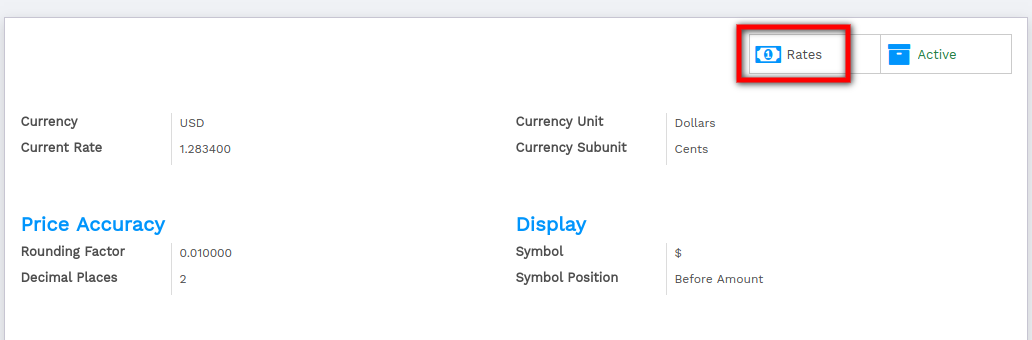 Rates Active
Currency USD Currency Unit Dollars
Current Rate 1.283400 Currency Subunit Cents
Price Accuracy Display
Rounding Factor 0.010000 Symbol $
Decimal Places 2 Symbol Position Before Amount